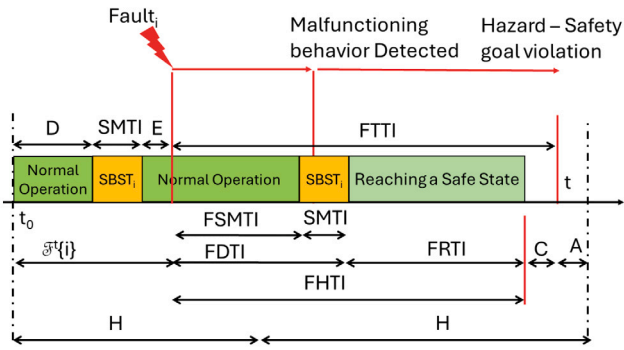 Fault_i
Malfunctioning
behavior Detected
Hazard – Safety
goal violation
D
SMTI
E
FTTI
Normal
Operation
SBST_i
Normal Operation
SBST_i
Reaching a Safe State
t
t_0
FSMTI
SMTI
ℱ{i}
FDTI
FRTI
C
A
FHTI
H
H